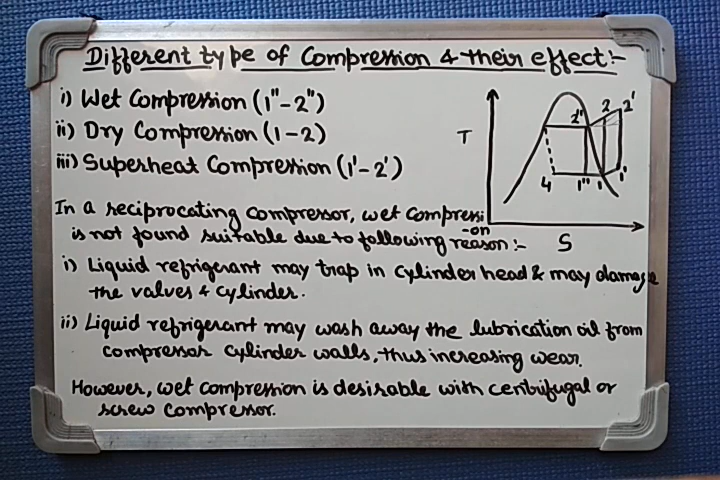 Different type of Compression & their effect:-
i) Wet Compression (1"-2")
ii) Dry Compression (1-2)
iii) Superheat Compression (1'-2')
T
2" 2 2'
4 1" 1 1'
S
In a reciprocating compressor, wet compressi
-on
is not found suitable due to following reason:-
i) Liquid refrigerant may trap in cylinder head & may damage
the valves & cylinder.
ii) Liquid refrigerant may wash away the lubrication oil from
compressor cylinder walls, thus increasing wear.
However, wet compression is desirable with centrifugal or
screw compressor.